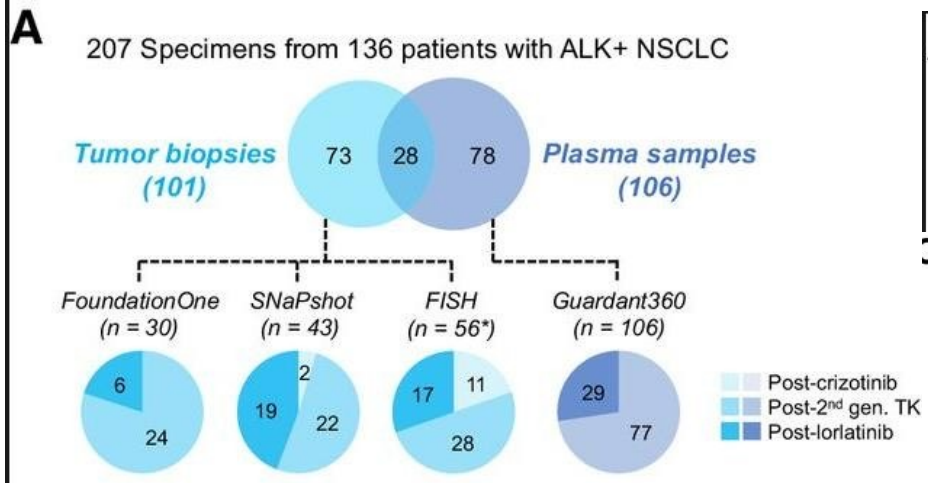 A
207 Specimens from 136 patients with ALK+ NSCLC
Tumor biopsies
(101)
73
28
78
Plasma samples
(106)
FoundationOne
(n = 30)
SNaPshot
(n = 43)
FISH
(n = 56*)
Guardant360
(n = 106)
6
24
2
19
22
17
11
28
29
77
Post-crizotinib
Post-2nd gen. TK
Post-lorlatinib